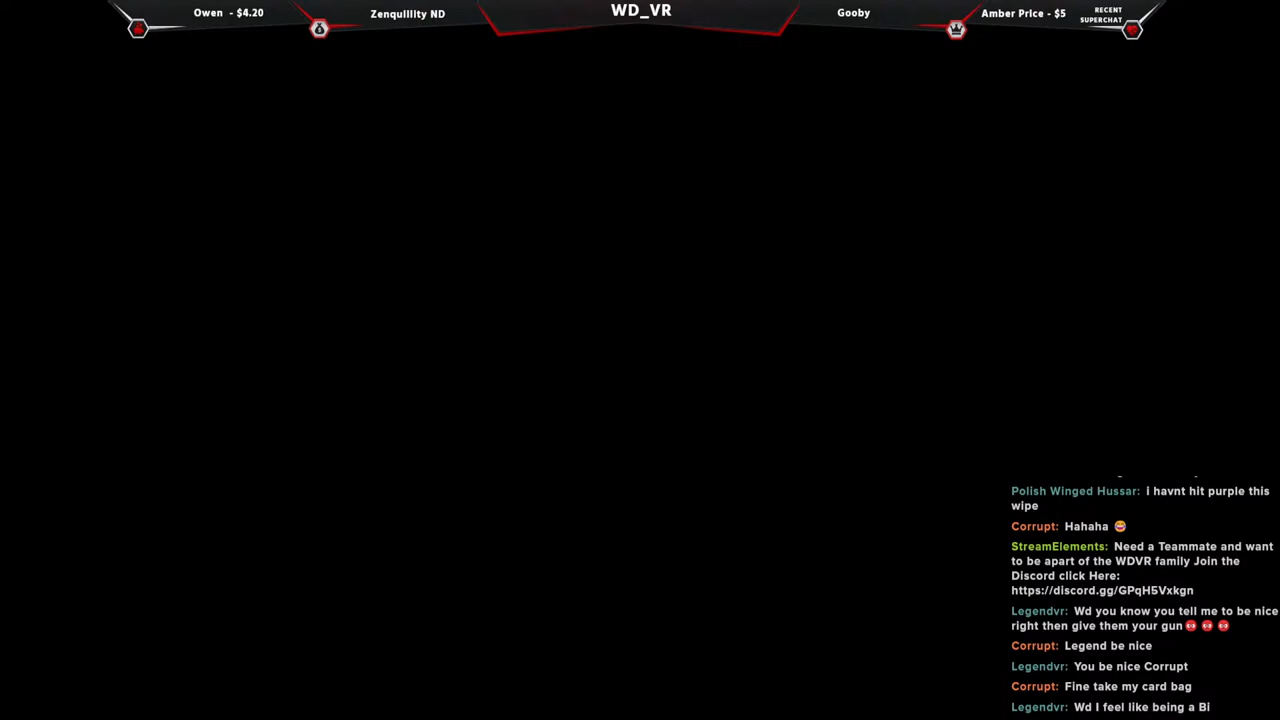 Owen - $4.20
Zenquillity ND
WD_VR
Gooby
Amber Price - $5
RECENT
SUPERCHAT
Polish Winged Hussar: i havnt hit purple this
wipe
Corrupt: Hahaha 😂
StreamElements: Need a Teammate and want
to be apart of the WDVR family Join the
Discord click Here:
https://discord.gg/GPqH5Vxkgn
Legendvr: Wd you know you tell me to be nice
right then give them your gun
Corrupt: Legend be nice
Legendvr: You be nice Corrupt
Corrupt: Fine take my card bag
Legendvr: Wd I feel like being a Bi